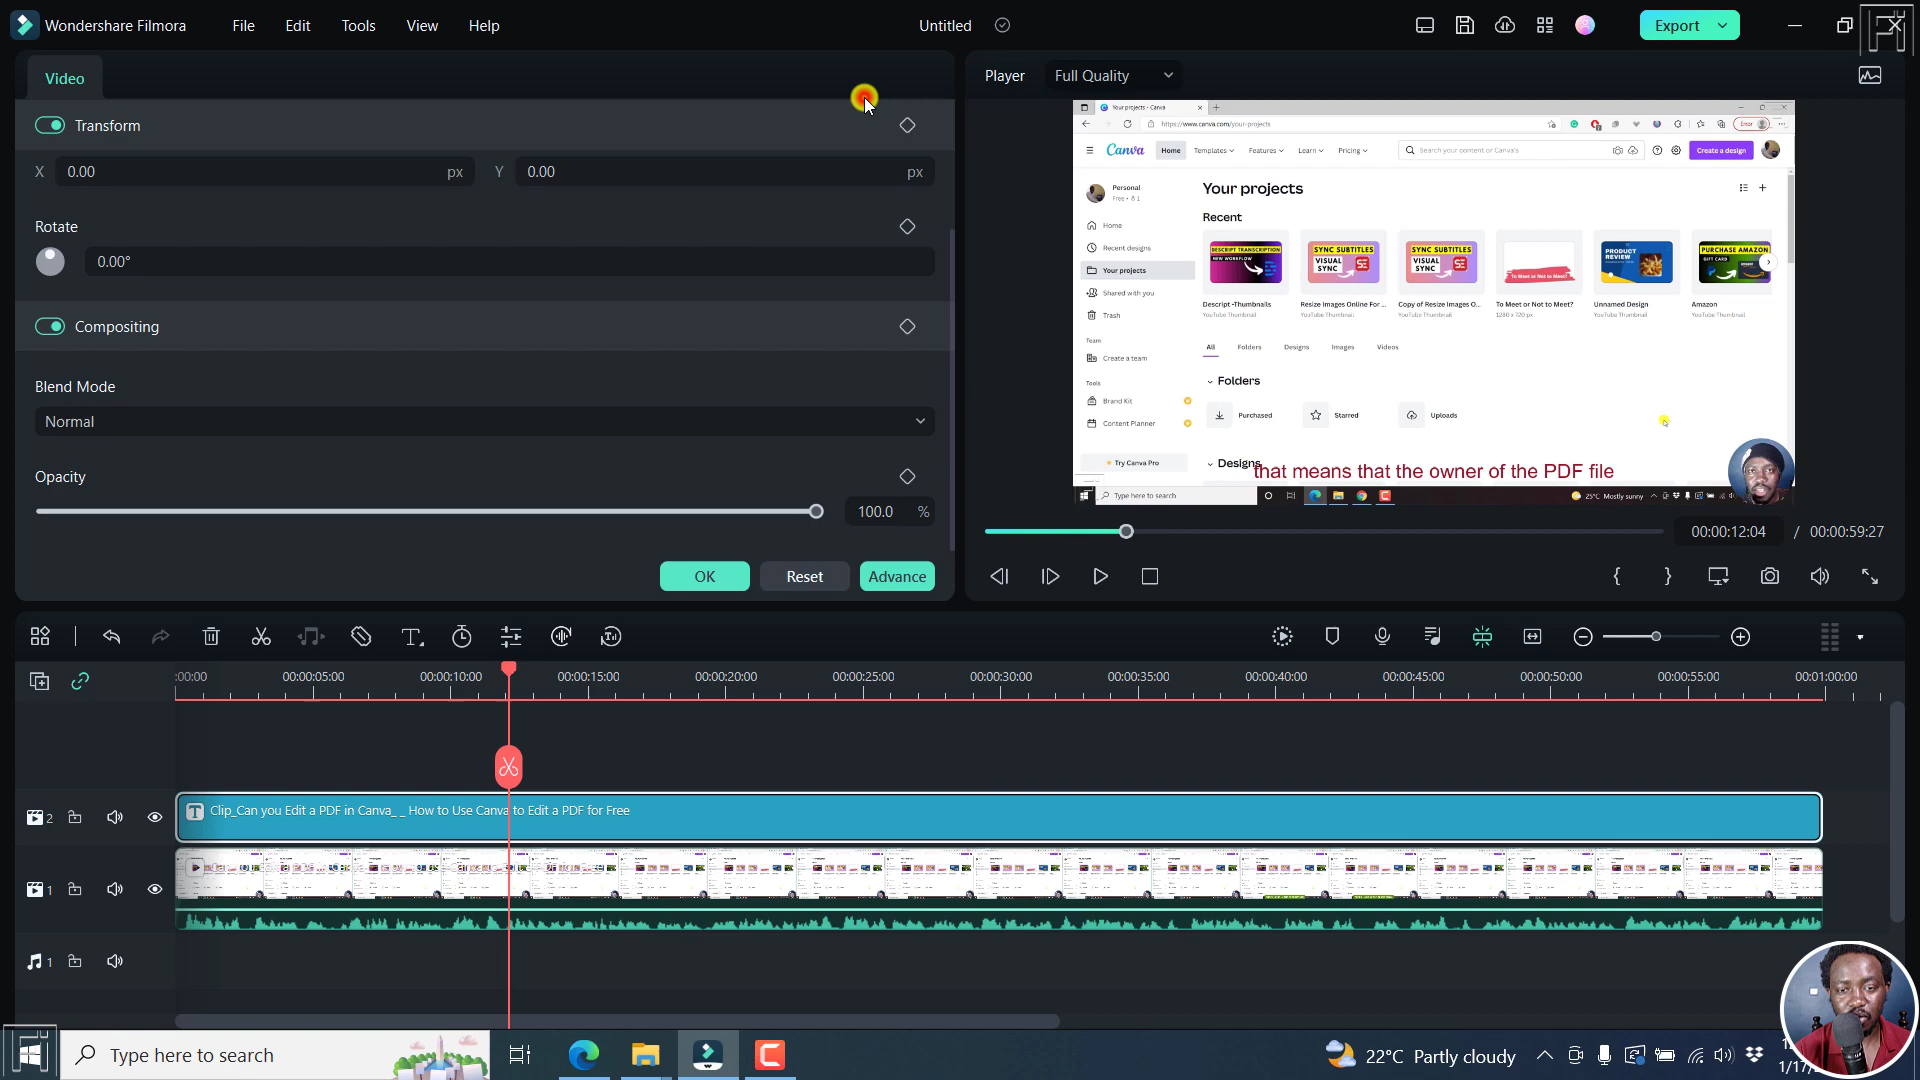 Wondershare Filmora
File
Edit
Tools
View
Help
Untitled
Export
Video
Player
Full Quality
Transform
X 0.00 px Y 0.00 px
Rotate
0.00°
Compositing
Blend Mode
Normal
Opacity
100.0 %
OK
Reset
Advance
Your projects - Canva
https://www.canva.com/your-projects
Error
Canva
Home
Templates
Features
Learn
Pricing
Search your content or Canva's
Create a design
Personal
Free • 1
Home
Recent designs
Your projects
Shared with you
Trash
Team
Create a team
Tools
Brand Kit
Content Planner
Try Canva Pro
Your projects
Recent
DESCRIPT TRANSCRIPTION
NEW WORKFLOW
SYNC SUBTITLES
VISUAL SYNC
SYNC SUBTITLES
VISUAL SYNC
To Meet or Not to Meet?
PRODUCT REVIEW
PURCHASE AMAZON
GIFT CARD
Descript -Thumbnails
YouTube Thumbnail
Resize Images Online For ...
YouTube Thumbnail
Copy of Resize Images O...
YouTube Thumbnail
To Meet or Not to Meet?
1280 x 720 px
Unnamed Design
YouTube Thumbnail
Amazon
YouTube Thumbnail
All
Folders
Designs
Images
Videos
Folders
Purchased
Starred
Uploads
Designs
that means that the owner of the PDF file
Type here to search
25°C Mostly sunny
00:00:12:04 / 00:00:59:27
:00:00
00:00:05:00
00:00:10:00
00:00:15:00
00:00:20:00
00:00:25:00
00:00:30:00
00:00:35:00
00:00:40:00
00:00:45:00
00:00:50:00
00:00:55:00
00:01:00:00
2
Clip_Can you Edit a PDF in Canva_ _ How to Use Canva to Edit a PDF for Free
1
1
Type here to search
22°C Partly cloudy